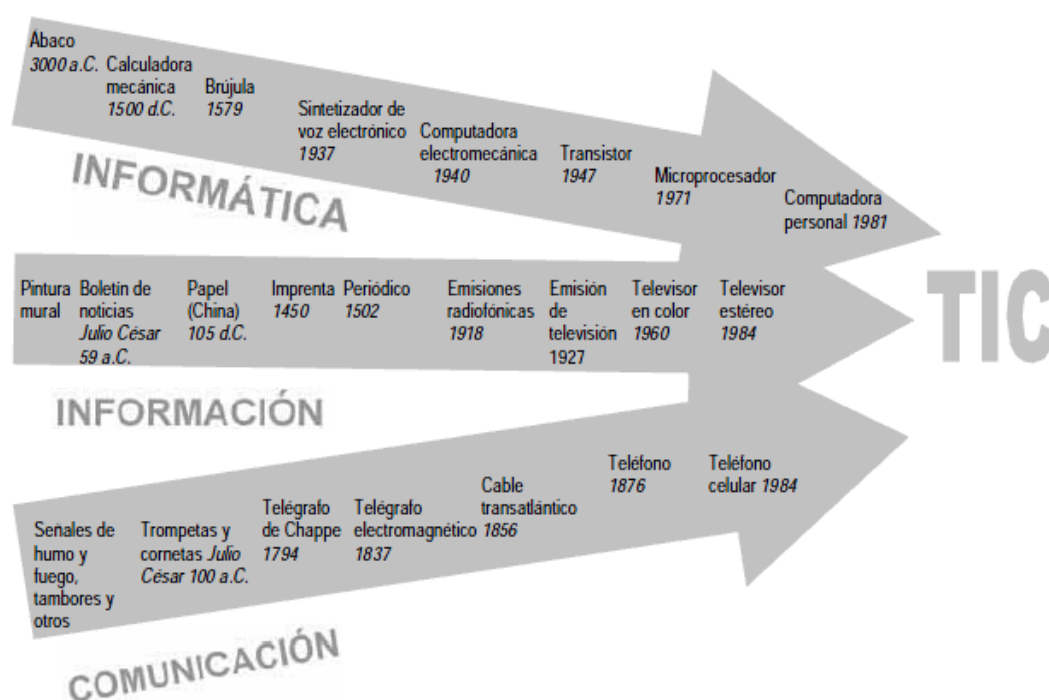 Ábaco
3000 a.C.
Calculadora
mecánica
1500 d.C.
Brújula
1579
Sintetizador de
voz electrónico
1937
Computadora
electromecánica
1940
Transistor
1947
Microprocesador
1971
Computadora
personal 1981
INFORMÁTICA
Pintura
mural
Boletín de
noticias
Julio César
59 a.C.
Papel
(China)
105 d.C.
Imprenta
1450
Periódico
1502
Emisiones
radiofónicas
1918
Emisión
de
televisión
1927
Televisor
en color
1960
Televisor
estéreo
1984
TIC
INFORMACIÓN
Señales de
humo y
fuego,
tambores y
otros
Trompetas y
cornetas Julio
César 100 a.C.
Telégrafo
de Chappe
1794
Telégrafo
electromagnético
1837
Cable
transatlántico
1856
Teléfono
1876
Teléfono
celular 1984
COMUNICACIÓN